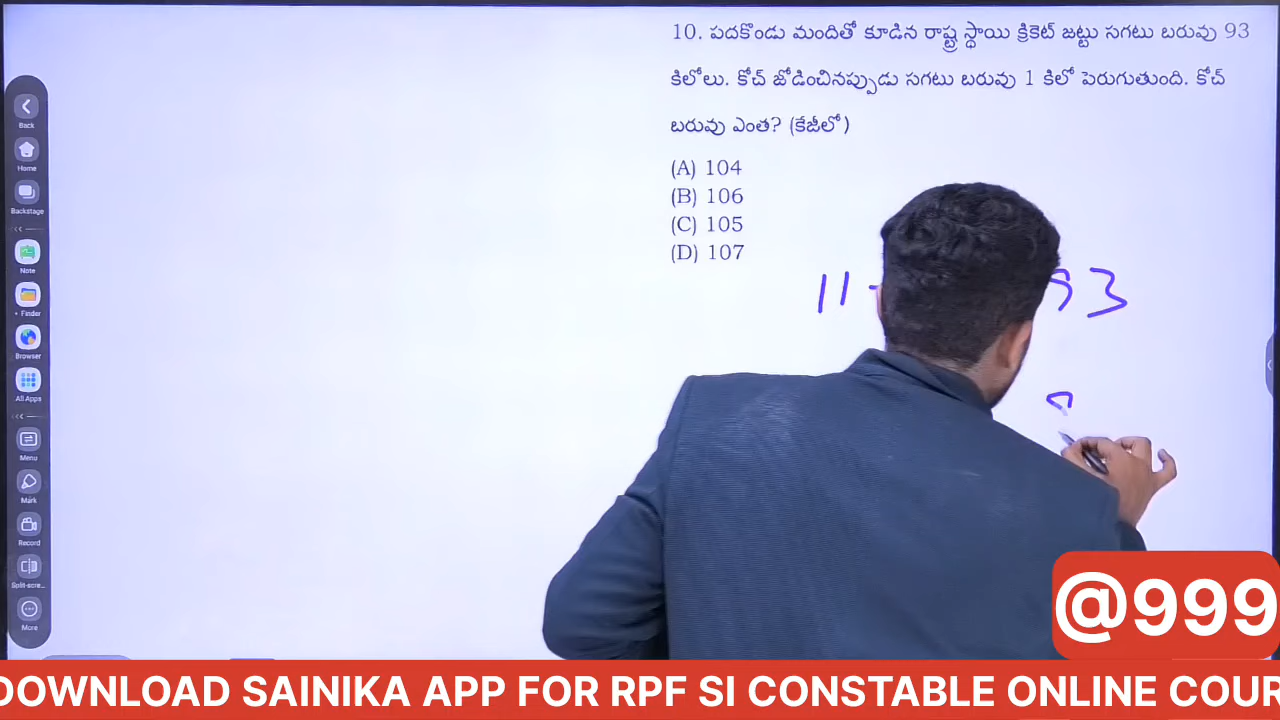 10. పదకొండు మందితో కూడిన రాష్ట్ర స్థాయి క్రికెట్ జట్టు సగటు బరువు 93
కిలోలు. కోచ్ జోడించినప్పుడు సగటు బరువు 1 కిలో పెరుగుతుంది. కోచ్
బరువు ఎంత? (కేజీలో)
(A) 104
(B) 106
(C) 105
(D) 107
11 93
9
Back
Home
Backstage
Note
Finder
Browser
All Apps
Menu
Mark
Record
Split-scre...
More
@999
DOWNLOAD SAINIKA APP FOR RPF SI CONSTABLE ONLINE COUR